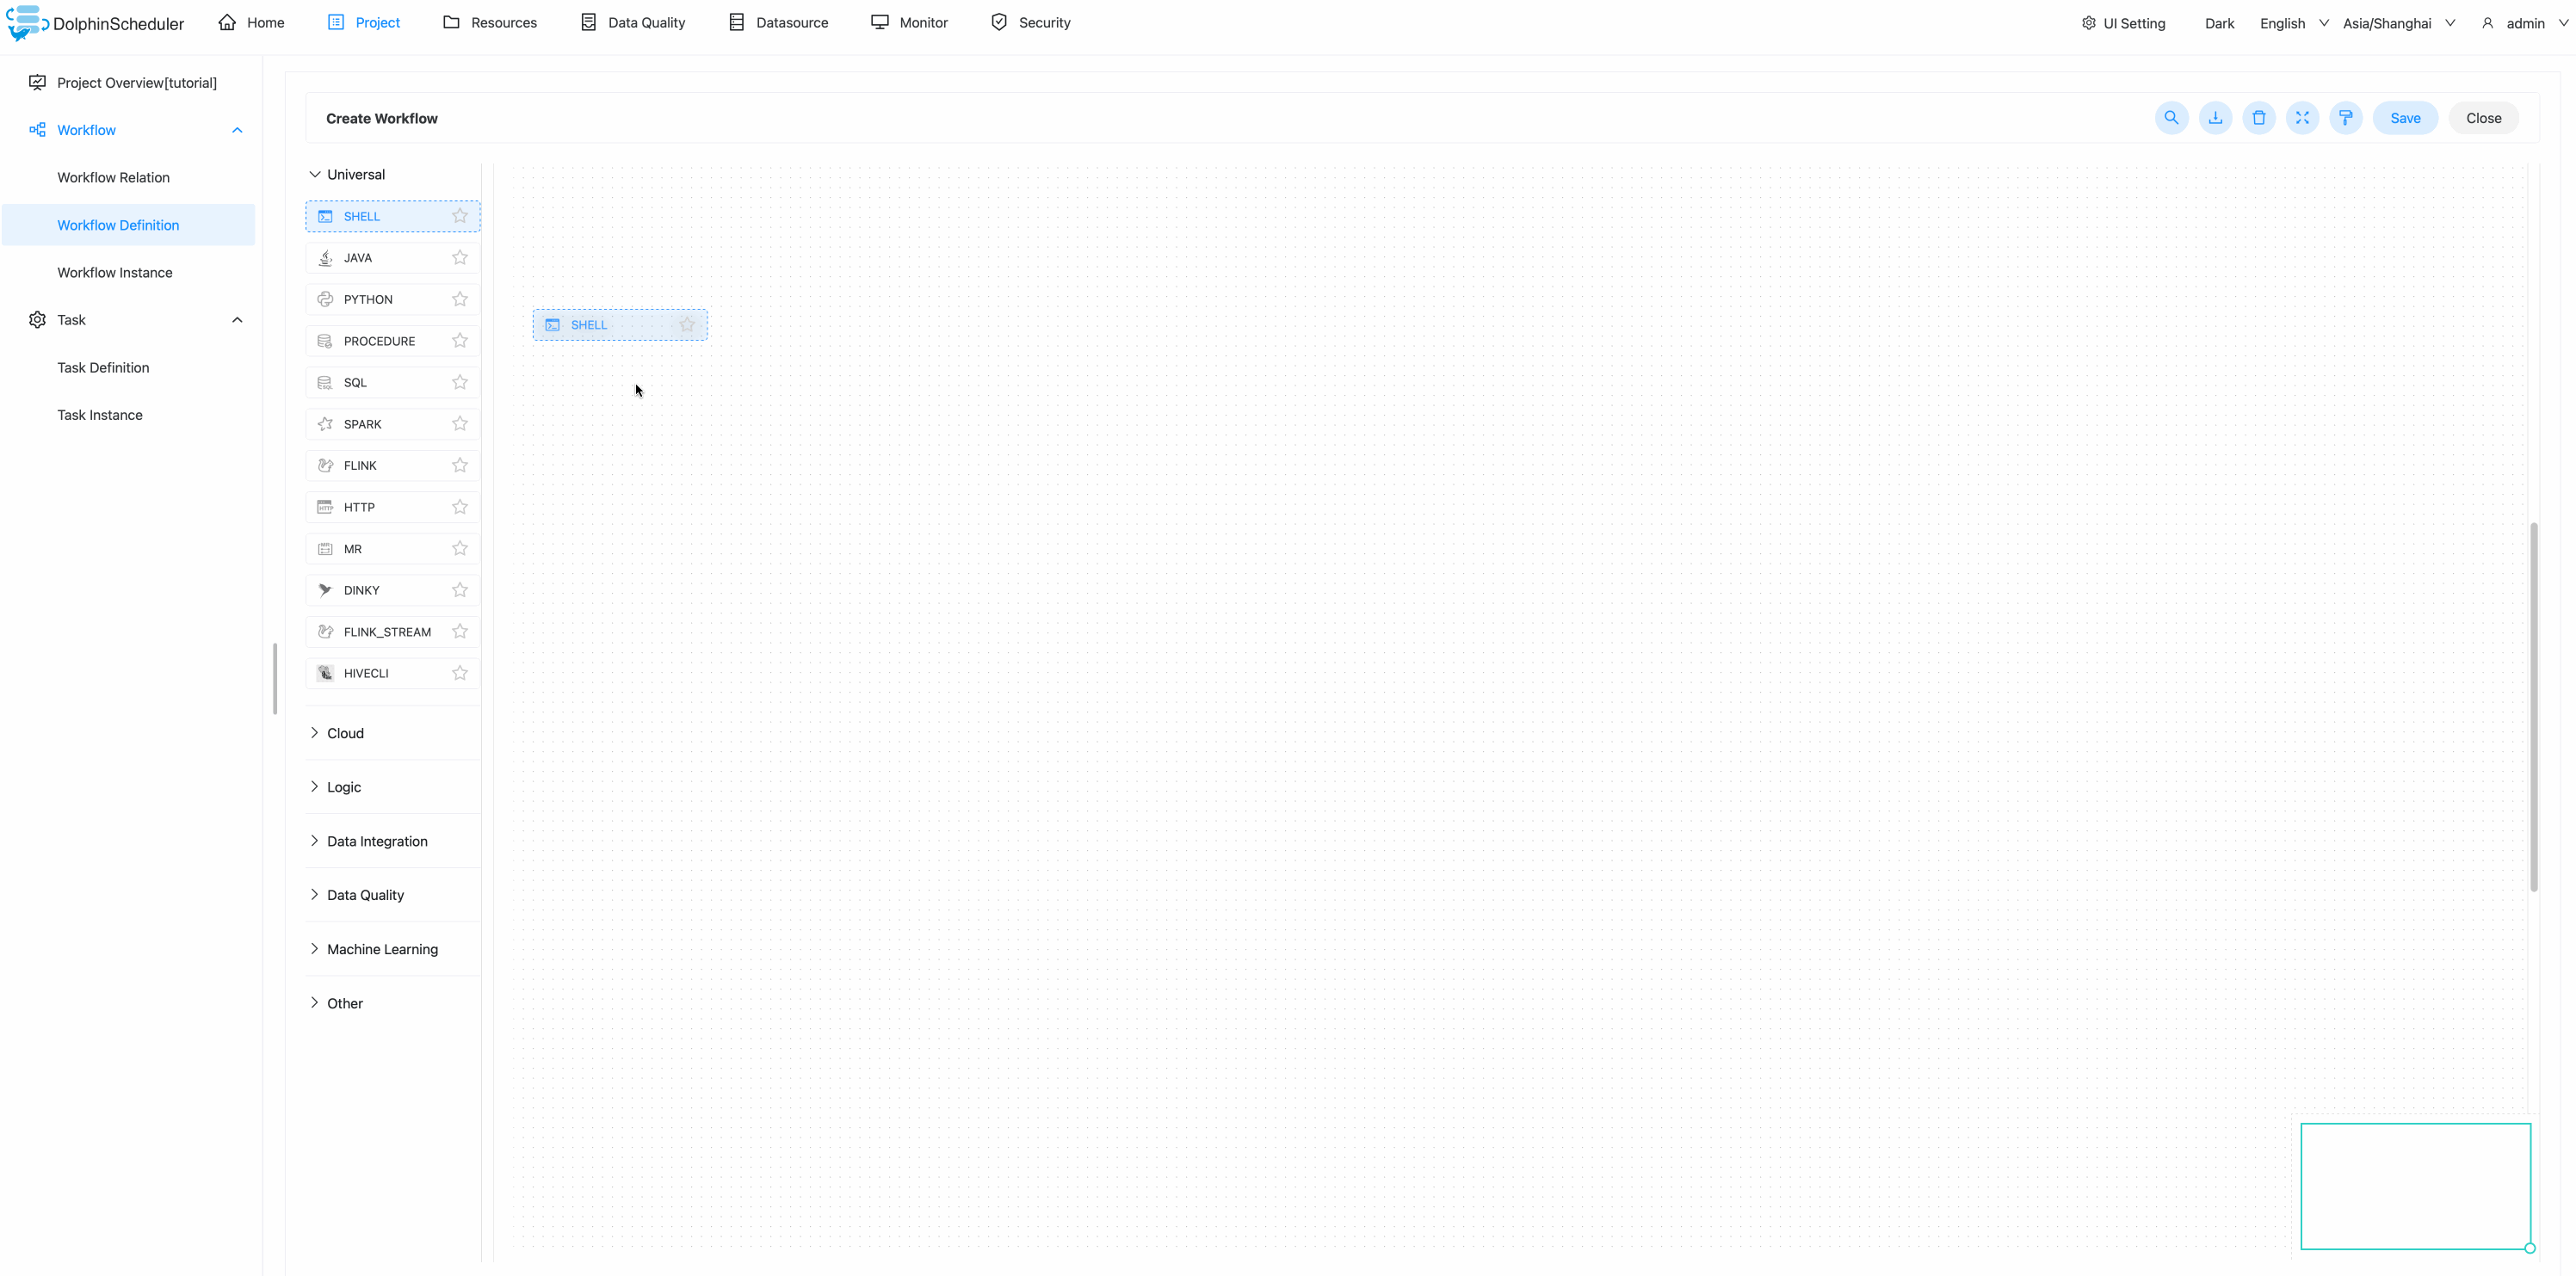 DolphinScheduler Home Project Resources Data Quality Datasource Monitor Security UI Setting Dark English Asia/Shanghai admin
Project Overview[tutorial]
Workflow
Workflow Relation
Workflow Definition
Workflow Instance
Task
Task Definition
Task Instance
Create Workflow Save Close
Universal
SHELL
JAVA
PYTHON
PROCEDURE
SQL
SPARK
FLINK
HTTP
MR
DINKY
FLINK_STREAM
HIVECLI
Cloud
Logic
Data Integration
Data Quality
Machine Learning
Other
SHELL